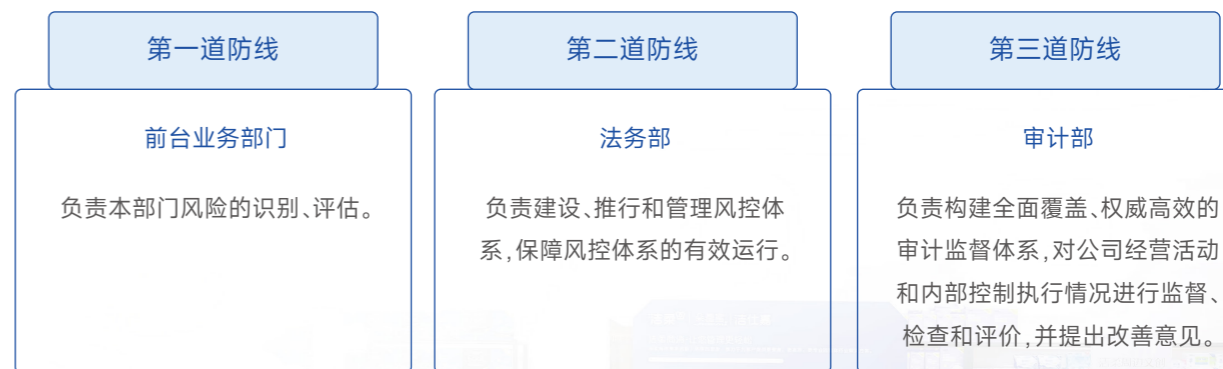 第一道防线
前台业务部门
负责本部门风险的识别、评估。
第二道防线
法务部
负责建设、推行和管理风控体
系,保障风控体系的有效运行。
第三道防线
审计部
负责构建全面覆盖、权威高效的
审计监督体系,对公司经营活动
和内部控制执行情况进行监督、
检查和评价,并提出改善意见。